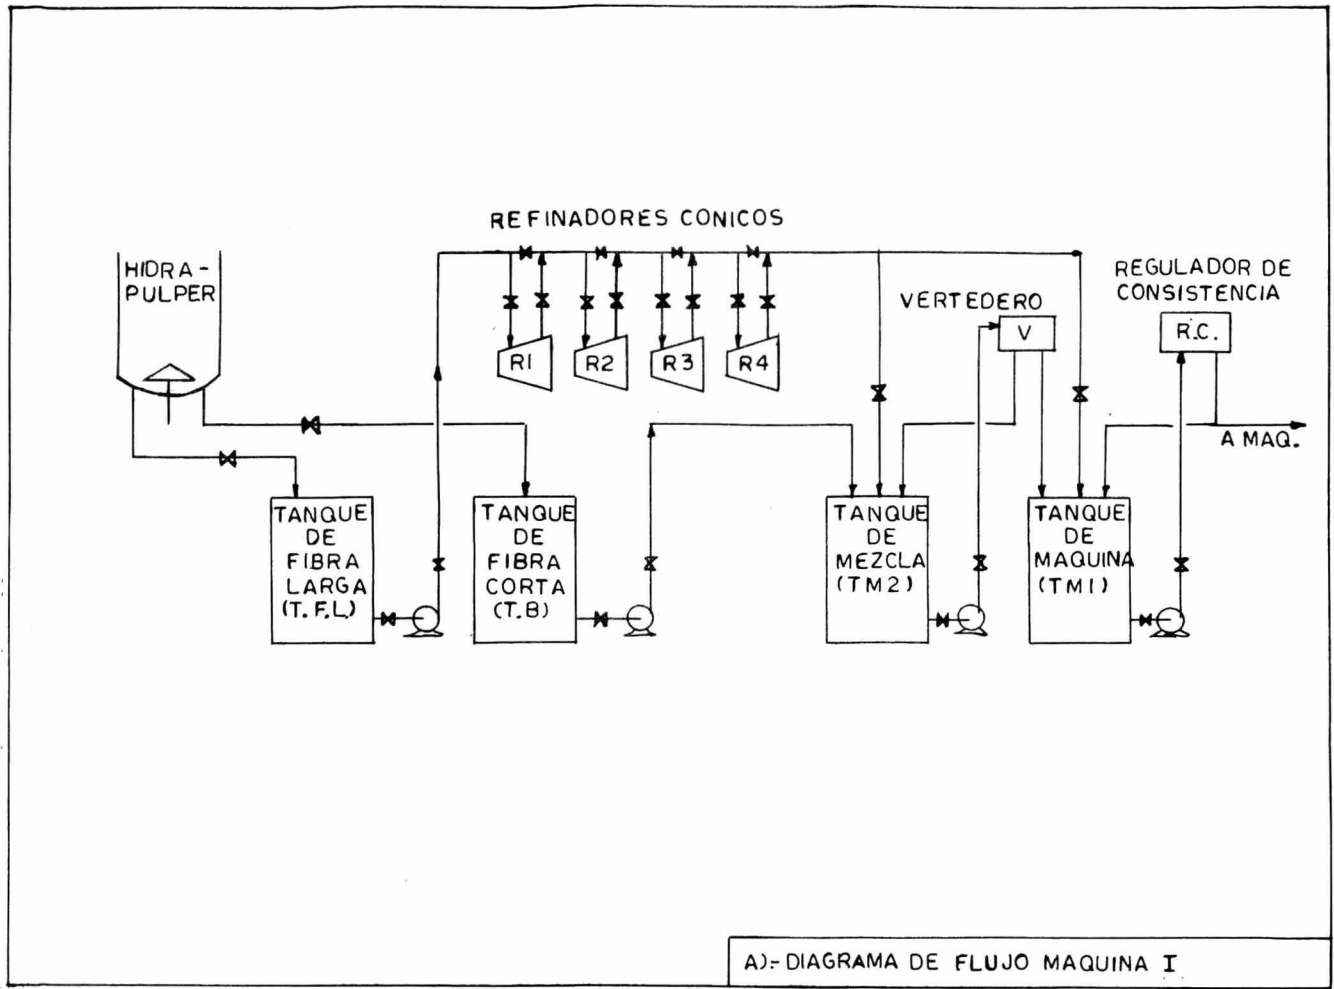 REFINADORES CONICOS
HIDRA-
PULPER
REGULADOR DE
CONSISTENCIA
VERTEDERO
V
R.C.
R1
R2
R3
R4
A MAQ.
TANQUE
DE
FIBRA
LARGA
(T.F.L)
TANQUE
DE
FIBRA
CORTA
(T.B)
TANQUE
DE
MEZCLA
(TM2)
TANQUE
DE
MAQUINA
(TM1)
A):-DIAGRAMA DE FLUJO MAQUINA I